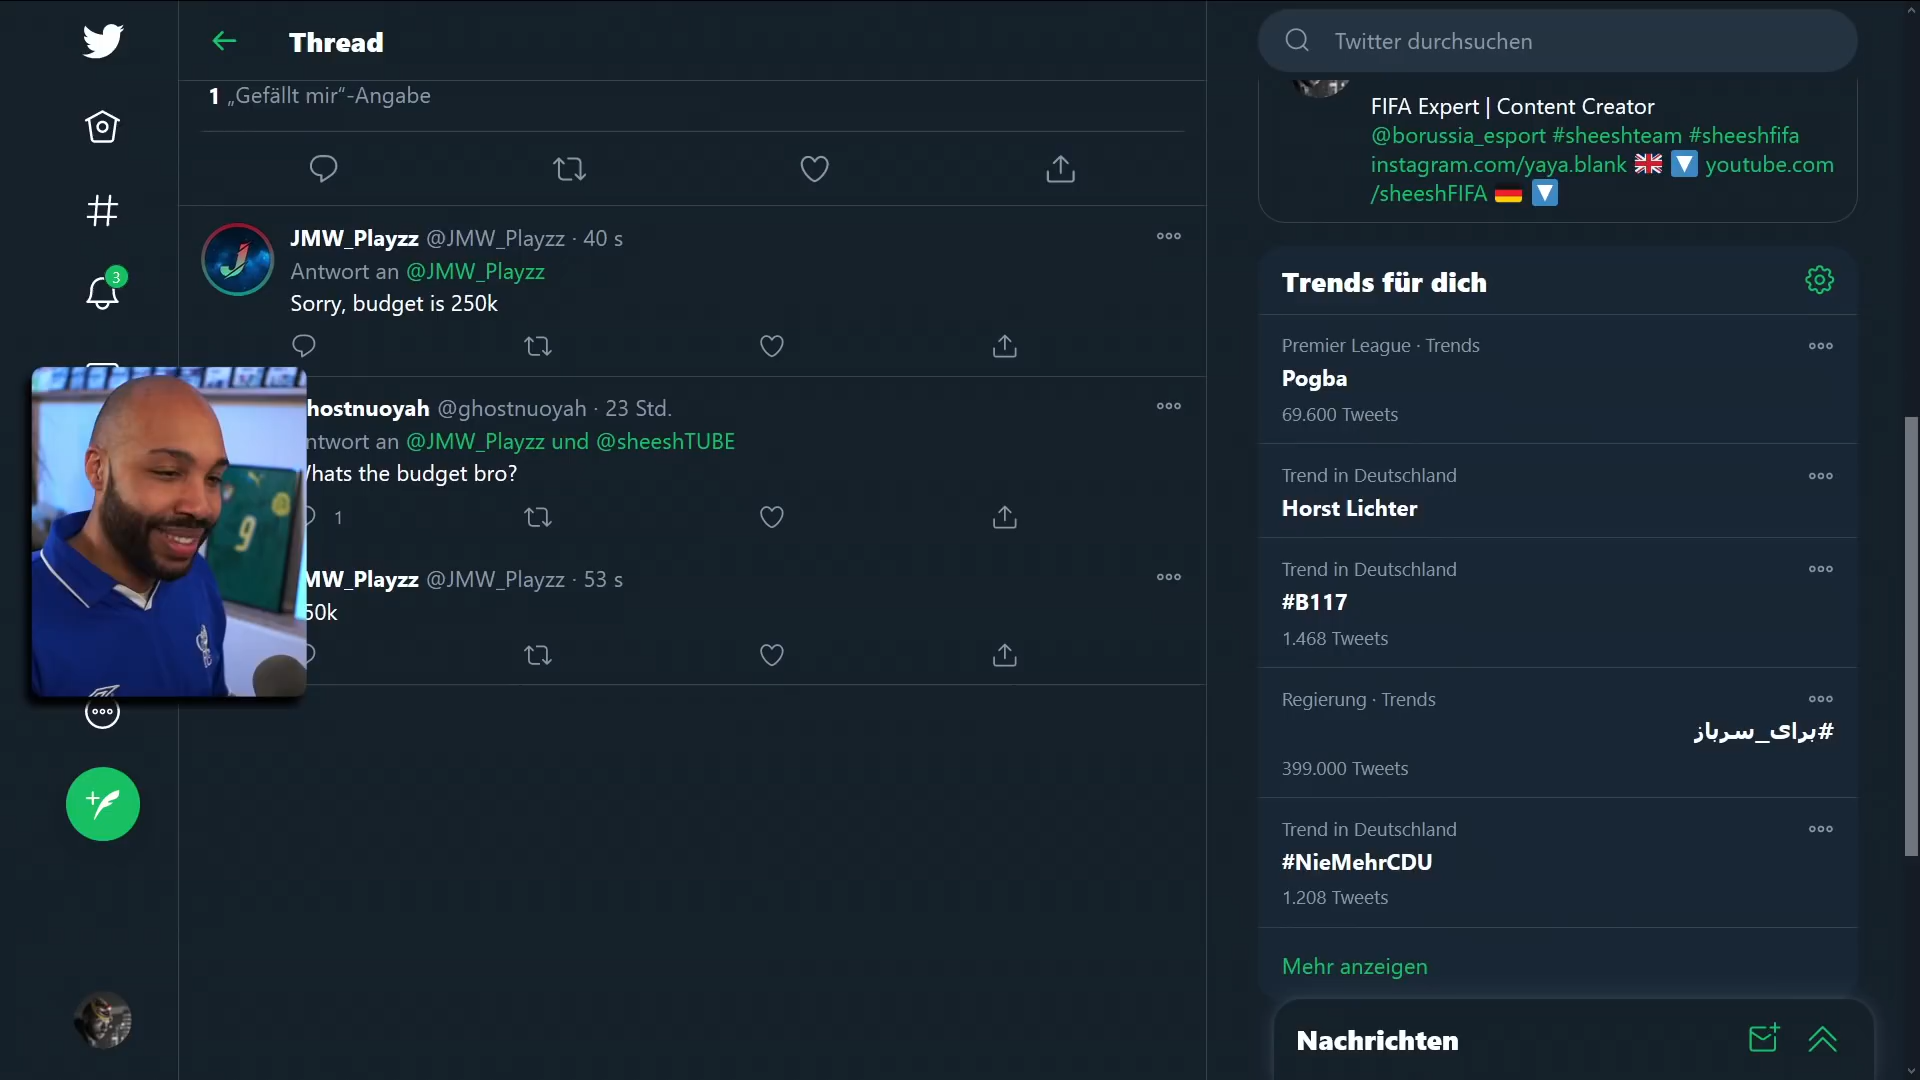 Thread
1 „Gefällt mir“-Angabe
JMW_Playzz @JMW_Playzz · 40 s
Antwort an @JMW_Playzz
Sorry, budget is 250k
hostnuoyah @ghostnuoyah · 23 Std.
ntwort an @JMW_Playzz und @sheeshTUBE
hats the budget bro?
1
MW_Playzz @JMW_Playzz · 53 s
50k
3
9
Twitter durchsuchen
FIFA Expert | Content Creator
@borussia_esport #sheeshteam #sheeshfifa
instagram.com/yaya.blank youtube.com
/sheeshFIFA
Trends für dich
Premier League · Trends
Pogba
69.600 Tweets
Trend in Deutschland
Horst Lichter
Trend in Deutschland
#B117
1.468 Tweets
Regierung · Trends
#برای_سرباز
399.000 Tweets
Trend in Deutschland
#NieMehrCDU
1.208 Tweets
Mehr anzeigen
Nachrichten